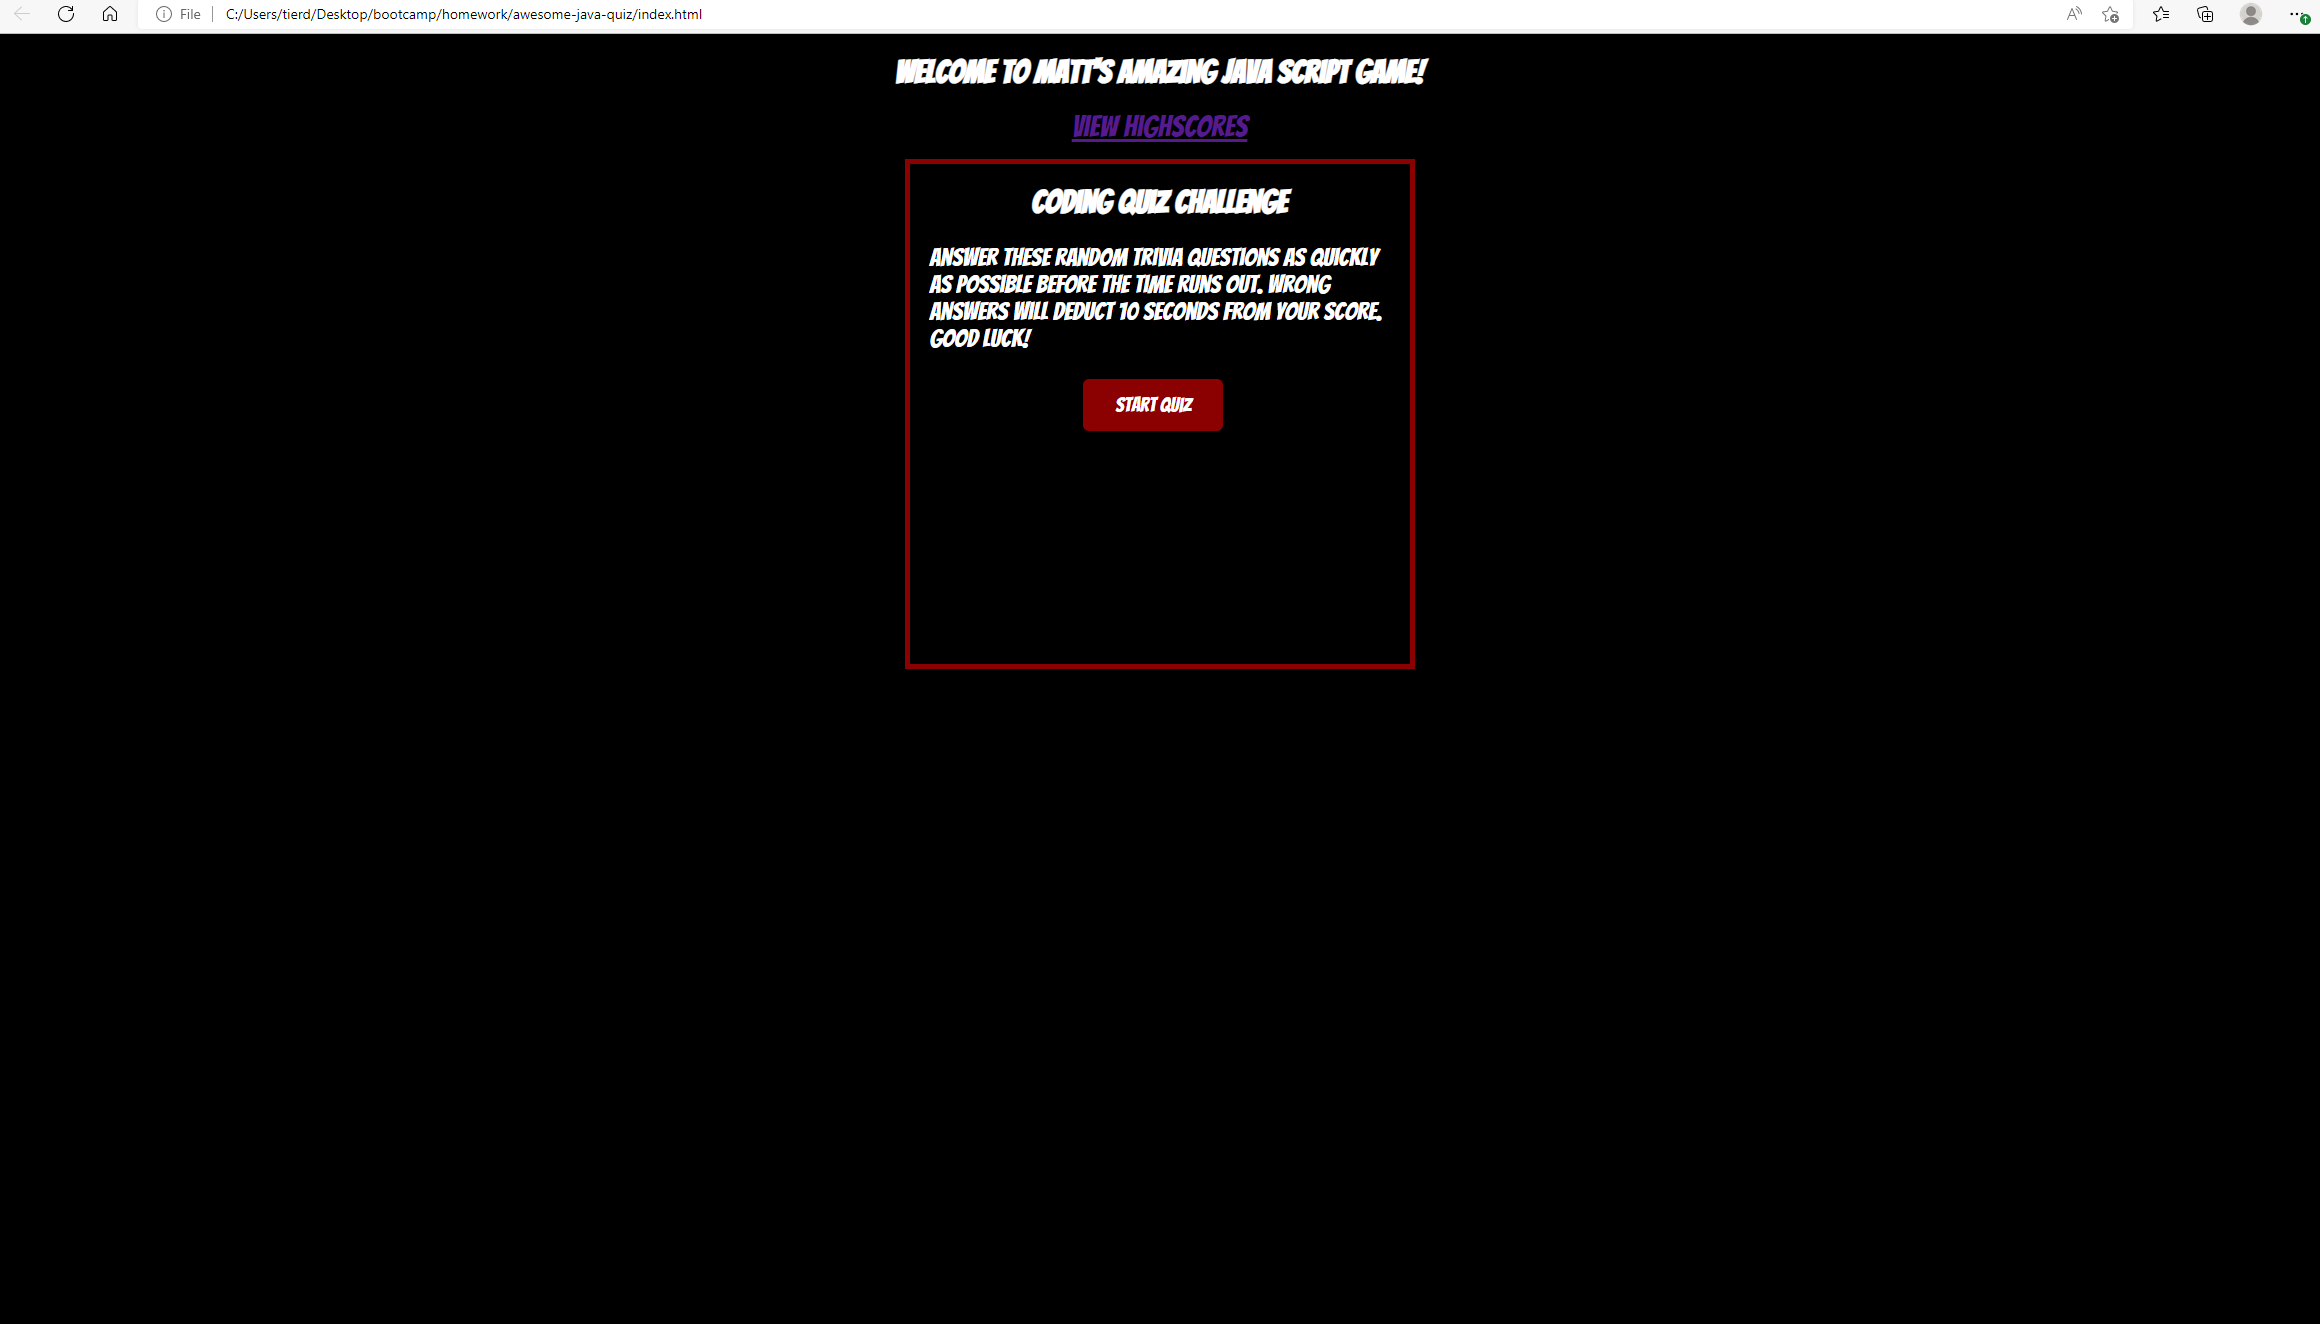 File
C:/Users/tierd/Desktop/bootcamp/homework/awesome-java-quiz/index.html
WELCOME TO MATT'S AMAZING JAVA SCRIPT GAME!
VIEW HIGHSCORES
CODING QUIZ CHALLENGE
ANSWER THESE RANDOM TRIVIA QUESTIONS AS QUICKLY
AS POSSIBLE BEFORE THE TIME RUNS OUT. WRONG
ANSWERS WILL DEDUCT 10 SECONDS FROM YOUR SCORE.
GOOD LUCK!
START QUIZ